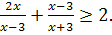 2x/(x−3) + (x−3)/(x+3) ≥ 2.